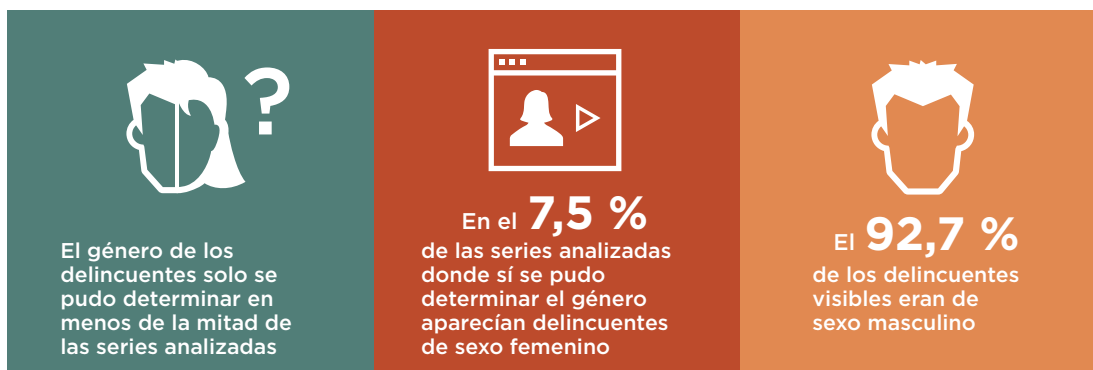 ?
El género de los
delincuentes solo se
pudo determinar en
menos de la mitad de
las series analizadas
En el 7,5 %
de las series analizadas
donde sí se pudo
determinar el género
aparecían delincuentes
de sexo femenino
El 92,7 %
de los delincuentes
visibles eran de
sexo masculino